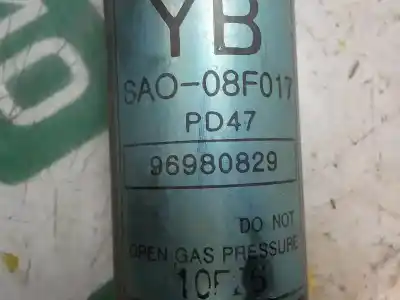 YB
SAO-08F017
PD47
96980829
DO NOT
OPEN GAS PRESSURE